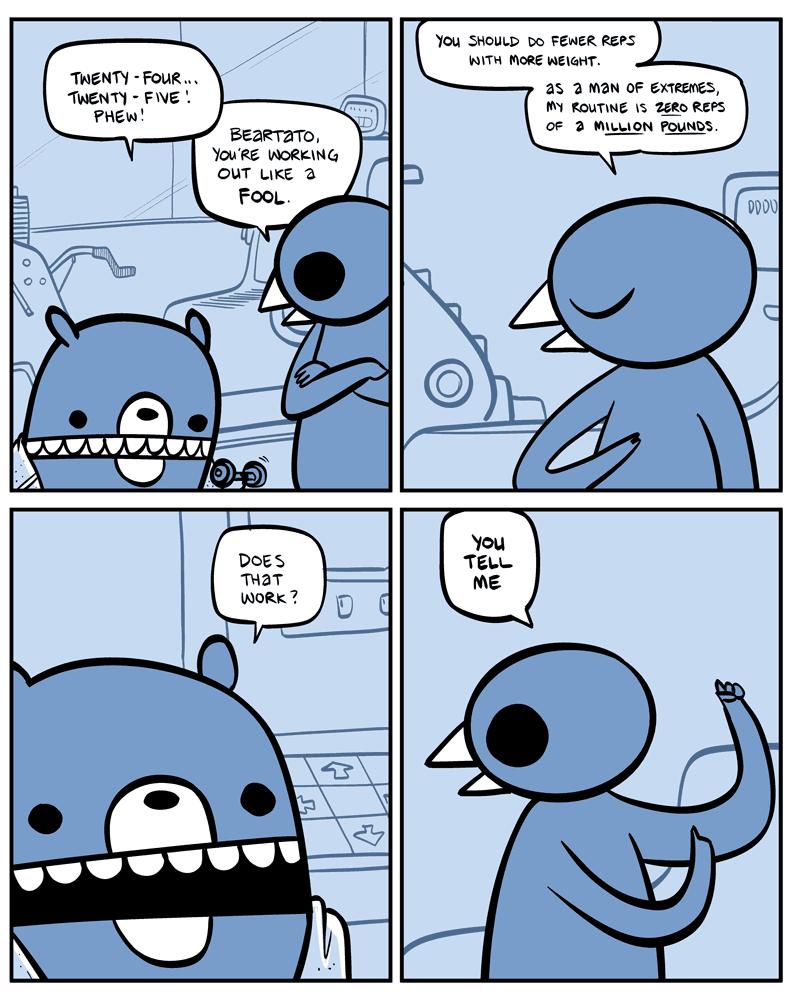 TWENTY-FOUR...
TWENTY-FIVE!
PHEW!
BEARTATO,
YOU'RE WORKING
OUT LIKE A
FOOL.
YOU SHOULD DO FEWER REPS
WITH MORE WEIGHT.
AS A MAN OF EXTREMES,
MY ROUTINE IS ZERO REPS
OF A MILLION POUNDS.
DOES
THAT
WORK?
YOU
TELL
ME